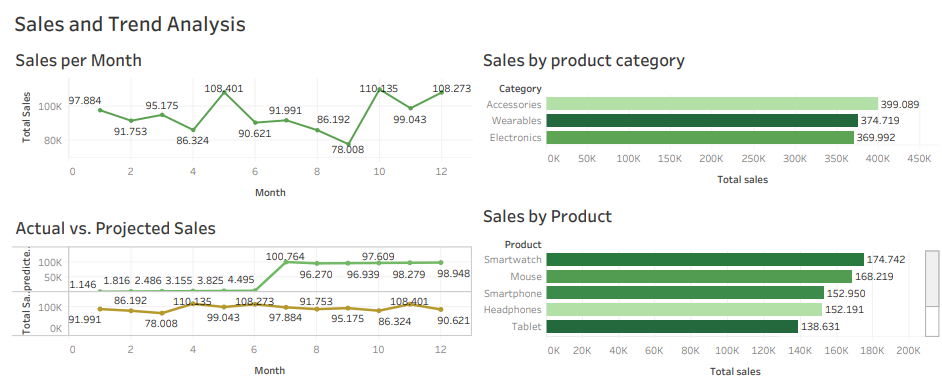 Sales and Trend Analysis
Sales per Month
Total Sales
100K
80K
97.884
91.753
95.175
86.324
108.401
90.621
91.991
86.192
78.008
110.135
99.043
108.273
0 2 4 6 8 10 12
Month
Sales by product category
Category
Accessories 399.089
Wearables 374.719
Electronics 369.992
0K 50K 100K 150K 200K 250K 300K 350K 400K 450K
Total sales
Actual vs. Projected Sales
predicte..
100K
50K
1.146 1.816 2.486 3.155 3.825 4.495 100.764 96.270 96.939 97.609 98.279 98.948
Total Sa..
100K
0K
91.991 86.192 78.008 110.135 99.043 108.273 97.884 91.753 95.175 86.324 108.401 90.621
0 2 4 6 8 10 12
Month
Sales by Product
Product
Smartwatch 174.742
Mouse 168.219
Smartphone 152.950
Headphones 152.191
Tablet 138.631
0K 20K 40K 60K 80K 100K 120K 140K 160K 180K 200K
Total sales